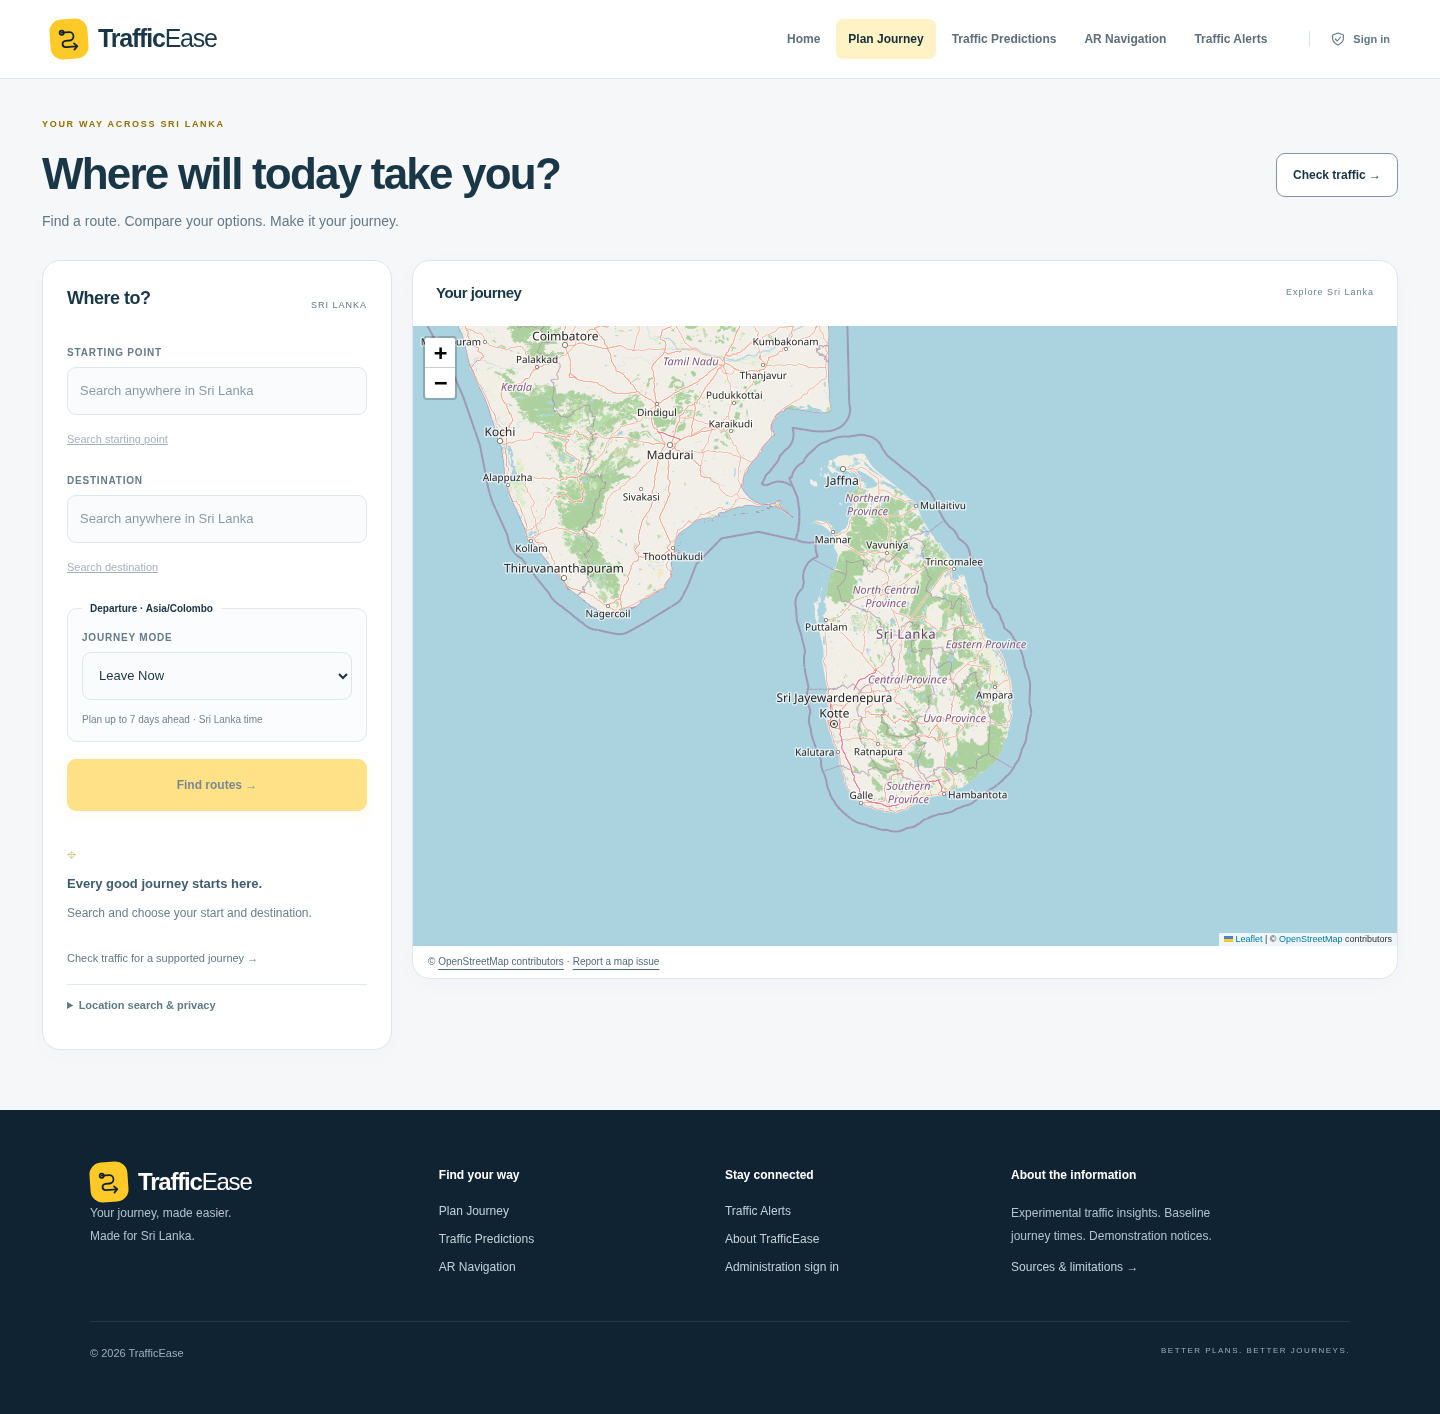 TrafficEase
Home
Plan Journey
Traffic Predictions
AR Navigation
Traffic Alerts
Sign in
YOUR WAY ACROSS SRI LANKA
Where will today take you?
Check traffic →
Find a route. Compare your options. Make it your journey.
Where to?
SRI LANKA
STARTING POINT
Search anywhere in Sri Lanka
Search starting point
DESTINATION
Search anywhere in Sri Lanka
Search destination
Departure · Asia/Colombo
JOURNEY MODE
Leave Now
Plan up to 7 days ahead · Sri Lanka time
Find routes →
Every good journey starts here.
Search and choose your start and destination.
Check traffic for a supported journey →
Location search & privacy
Your journey
Explore Sri Lanka
+
−
Coimbatore
Kumbakonam
Palakkad
Tamil Nadu
Thanjavur
Kerala
Pudukkottai
Dindigul
Karaikudi
Kochi
Madurai
Alappuzha
Jaffna
Sivakasi
Northern
Province
Mullaitivu
Mannar
Vavuniya
Kollam
Thoothukudi
Trincomalee
Thiruvananthapuram
North Central
Province
Nagercoil
Puttalam
Sri Lanka
Eastern Province
Central Province
Sri Jayewardenepura
Kotte
Ampara
Uva Province
Kalutara
Ratnapura
Southern
Province
Galle
Hambantota
Leaflet | © OpenStreetMap contributors
© OpenStreetMap contributors · Report a map issue
TrafficEase
Your journey, made easier.
Made for Sri Lanka.
Find your way
Plan Journey
Traffic Predictions
AR Navigation
Stay connected
Traffic Alerts
About TrafficEase
Administration sign in
About the information
Experimental traffic insights. Baseline
journey times. Demonstration notices.
Sources & limitations →
© 2026 TrafficEase
BETTER PLANS. BETTER JOURNEYS.